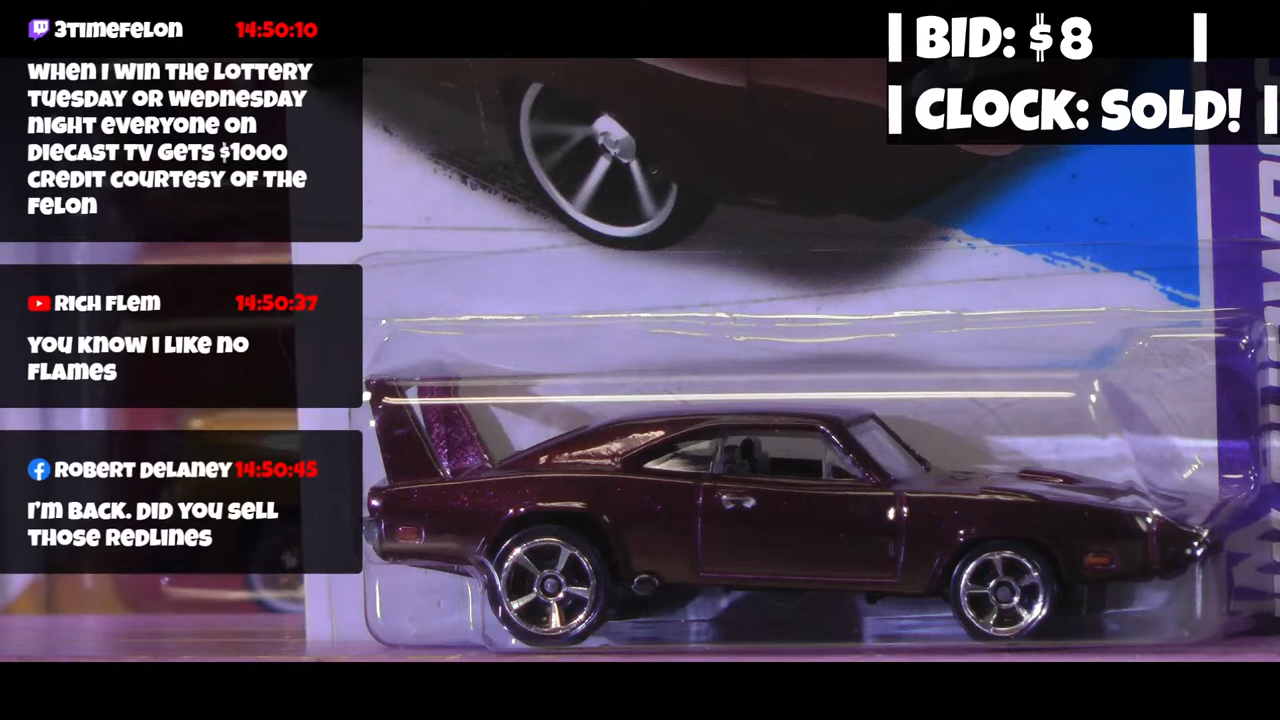 3TIMEFELON 14:50:10
WHEN I WIN THE LOTTERY
TUESDAY OR WEDNESDAY
NIGHT EVERYONE ON
DIECAST TV GETS $1000
CREDIT COURTESY OF THE
FELON
RICH FLEM 14:50:37
YOU KNOW I LIKE NO
FLAMES
ROBERT DELANEY 14:50:45
I'M BACK. DID YOU SELL
THOSE REDLINES
| BID: $8 |
| CLOCK: SOLD! |